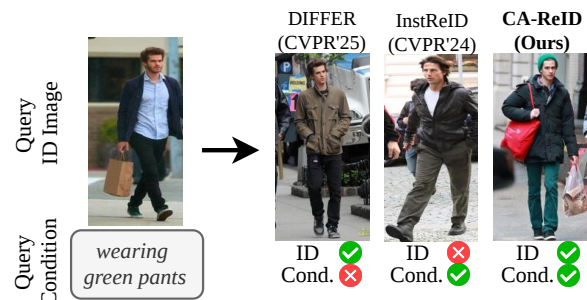 DIFFER
(CVPR'25)
InstReID
(CVPR'24)
CA-ReID
(Ours)
Query
ID Image
Query
Condition
wearing
green pants
ID
Cond.
ID
Cond.
ID
Cond.